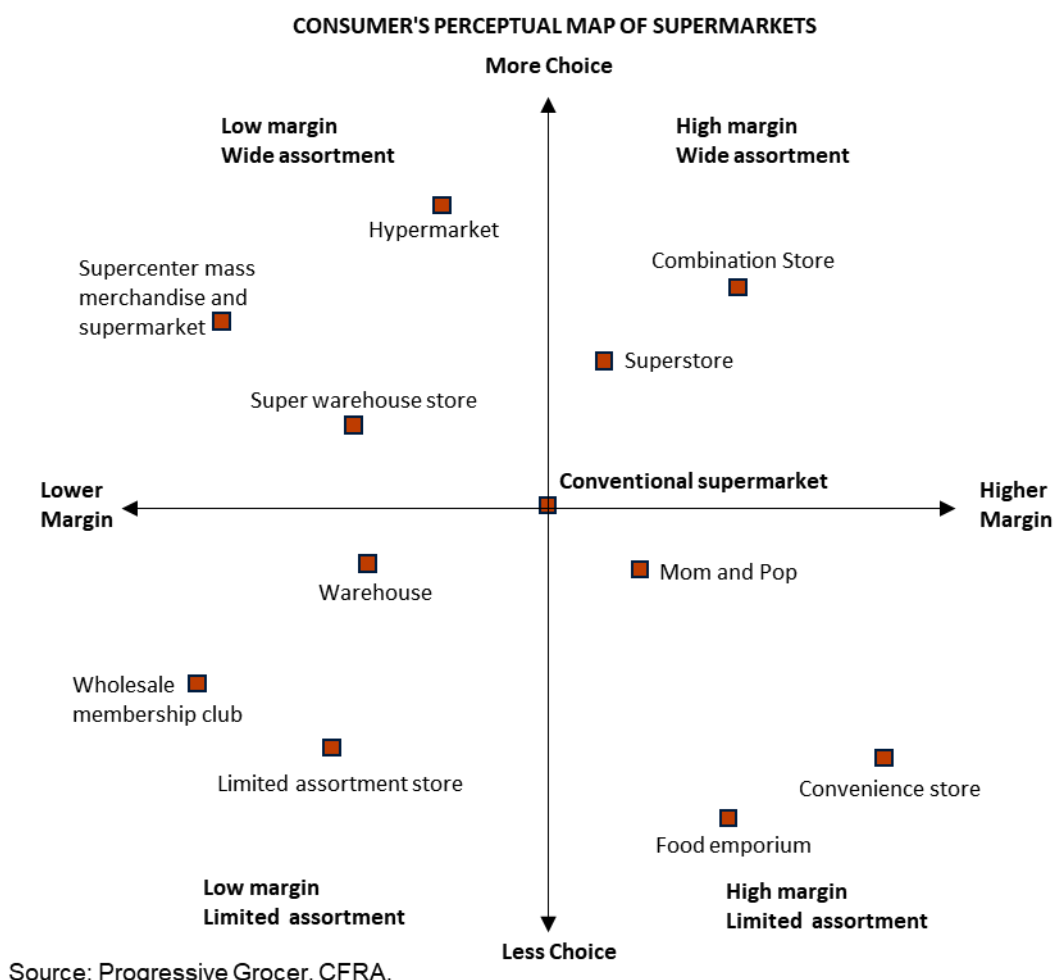 CONSUMER'S PERCEPTUAL MAP OF SUPERMARKETS
More Choice
Low margin
Wide assortment
High margin
Wide assortment
Hypermarket
Combination Store
Supercenter mass
merchandise and
supermarket
Superstore
Super warehouse store
Lower
Margin
Conventional supermarket
Higher
Margin
Warehouse
Mom and Pop
Wholesale
membership club
Limited assortment store
Convenience store
Food emporium
Low margin
Limited assortment
High margin
Limited assortment
Less Choice
Source: Progressive Grocer, CFRA.